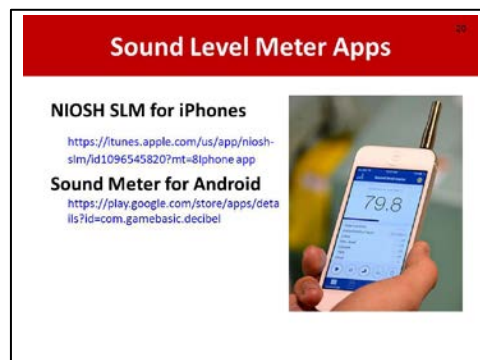 Sound Level Meter Apps
NIOSH SLM for iPhones
https://itunes.apple.com/us/app/niosh-
slm/id1096545820?mt=8Iphone app
Sound Meter for Android
https://play.google.com/store/apps/deta
ils?id=com.gamebasic.decibel
79.8